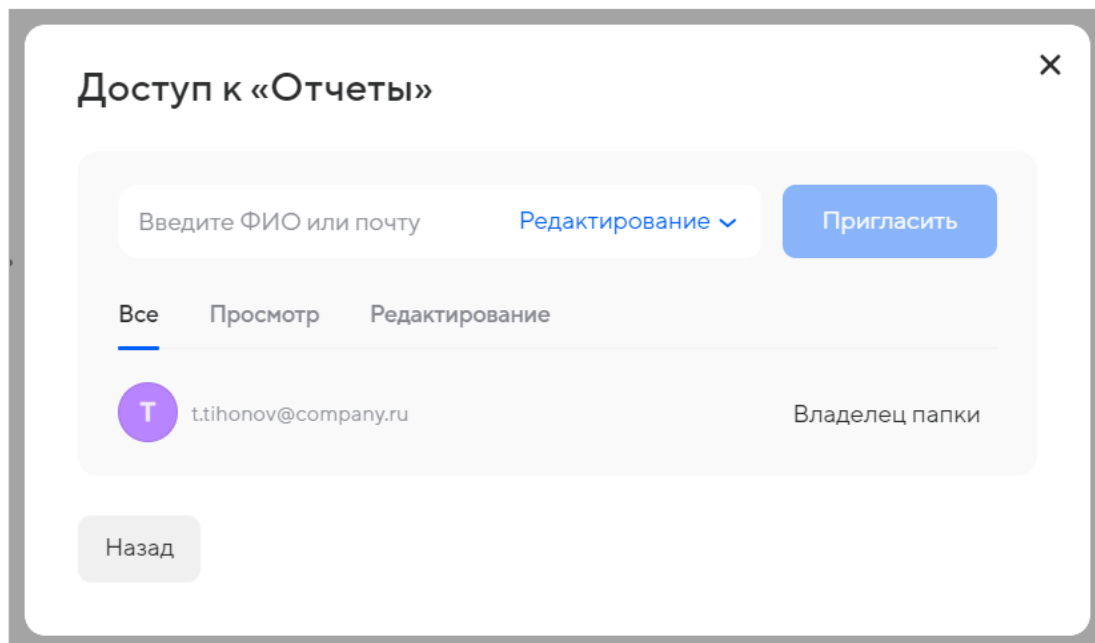 Доступ к «Отчеты»
Введите ФИО или почту Редактирование Пригласить
Все Просмотр Редактирование
T t.tihonov@company.ru Владелец папки
Назад